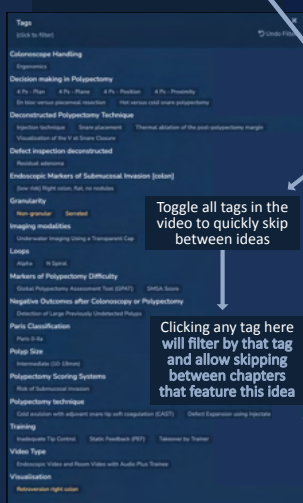 Tags
(click to filter)
Undo Filter
Colonoscope Handling
Ergonomics
Decision making in Polypectomy
4 Ps - Plan 4 Ps - Plane 4 Ps - Position 4 Ps - Proximity
En bloc versus piecemeal resection Hot versus cold snare polypectomy
Deconstructed Polypectomy Technique
Injection technique Snare placement Thermal ablation of the post-polypectomy margin
Visualisation of the V at Snare Closure
Defect inspection deconstructed
Residual adenoma
Endoscopic Markers of Submucosal Invasion [colon]
(low risk) Right colon, flat, no nodules
Granularity
Non-granular Serrated
Imaging modalities
Underwater Imaging Using a Transparent Cap
Loops
Alpha N Spiral
Markers of Polypectomy Difficulty
Global Polypectomy Assessment Tool (GPAT) SMSA Score
Negative Outcomes after Colonoscopy or Polypectomy
Detection of Large Previously Undetected Polyps
Paris Classification
Paris 0-IIa
Polyp Size
Intermediate (10-19mm)
Polypectomy Scoring Systems
Risk of Submucosal Invasion
Polypectomy technique
Cold avulsion with adjuvant snare tip soft coagulation (CAST) Defect Expansion using Injectate
Training
Inadequate Tip Control Static Feedback (PEF) Takeover by Trainer
Video Type
Endoscopic Video and Room Video with Audio Plus Trainee
Visualisation
Retroversion right colon
Toggle all tags in the
video to quickly skip
between ideas
Clicking any tag here
will filter by that tag
and allow skipping
between chapters
that feature this idea